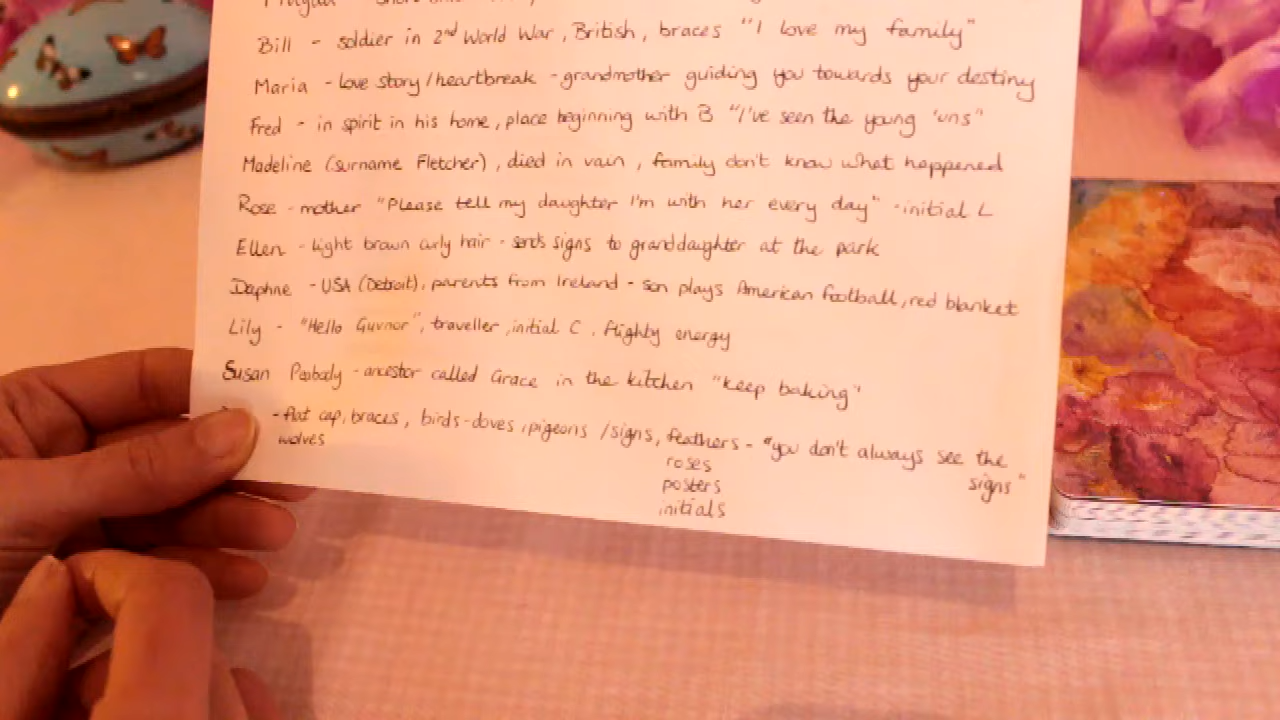 Bill - soldier in 2nd World War, British, braces "I love my family"
Maria - love story/heartbreak - grandmother guiding you towards your destiny
Fred - in spirit in his home, place beginning with B "I've seen the young 'uns"
Madeline (surname Fletcher), died in vain, family don't know what happened
Rose - mother "Please tell my daughter I'm with her every day" - initial L
Ellen - light brown curly hair - sends signs to granddaughter at the park
Daphne - USA (Detroit), parents from Ireland - son plays American football, red blanket
Lily - "Hello Guvnor", traveller, initial C, flighty energy
Susan Peabody - ancestor called Grace in the kitchen "keep baking"
- flat cap, braces, birds-doves, pigeons / signs, feathers - "you don't always see the
wolves
roses
signs"
posters
initials